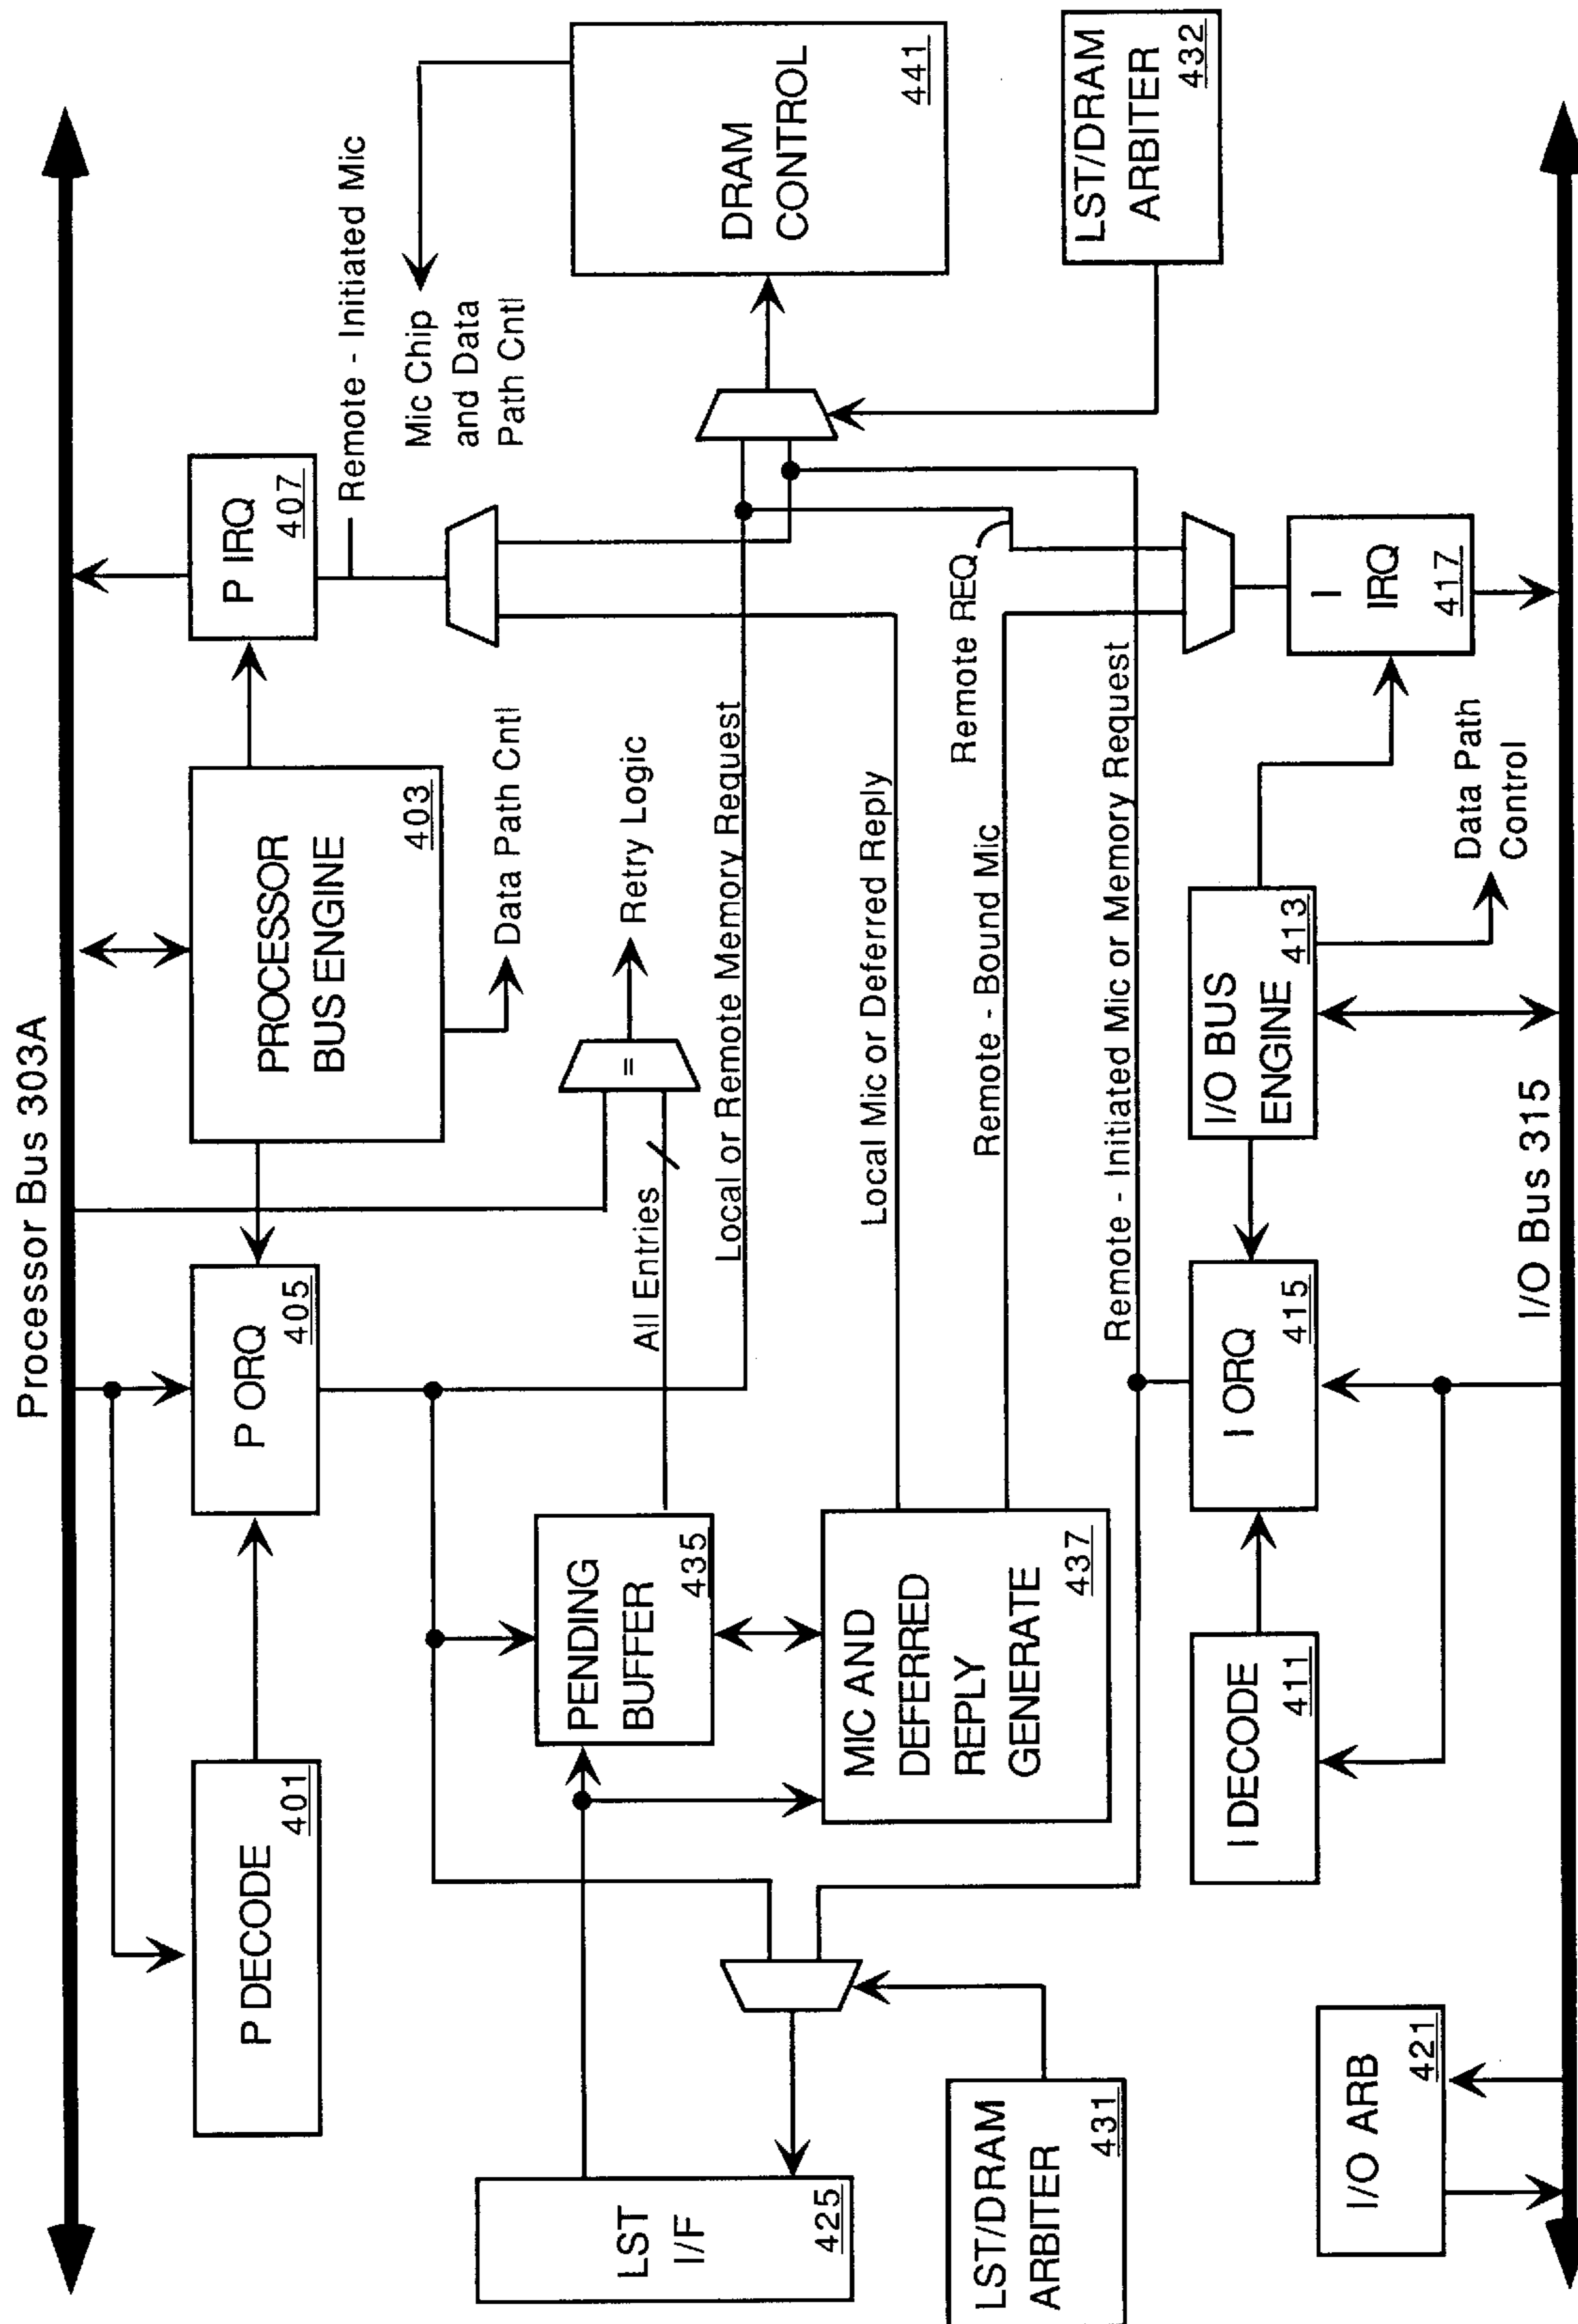 Processor Bus 303A
P DECODE
401
P ORQ
405
PROCESSOR
BUS ENGINE
403
P IRQ
407
Remote - Initiated Mic
Data Path Cntl
Mic Chip
and Data
Path Cntl
=
Retry Logic
All Entries
Local or Remote Memory Request
LST
I/F
425
PENDING
BUFFER
435
DRAM
CONTROL
441
MIC AND
DEFERRED
REPLY
GENERATE
437
Local Mic or Deferred Reply
Remote REQ
Remote - Bound Mic
Remote - Initiated Mic or Memory Request
LST/DRAM
ARBITER
431
LST/DRAM
ARBITER
432
I DECODE
411
I ORQ
415
I/O BUS
ENGINE
413
I
IRQ
417
Data Path
Control
I/O ARB
421
I/O Bus 315